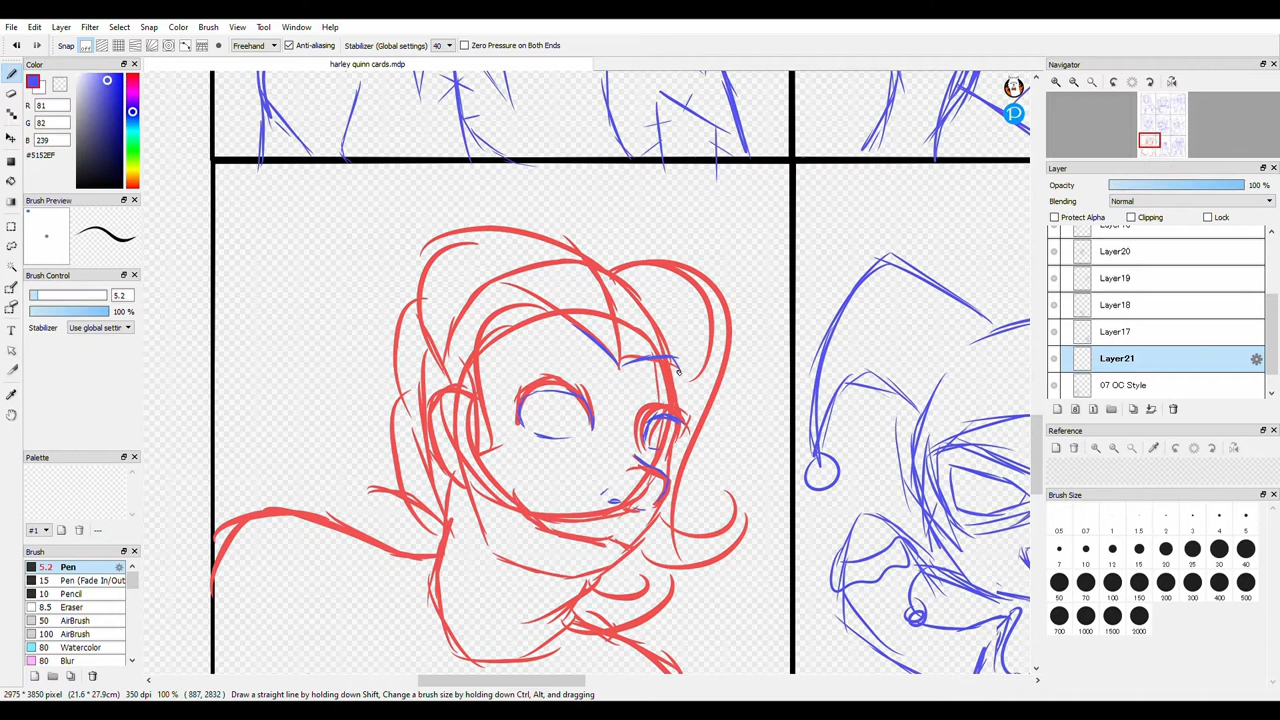 File Edit Layer Filter Select Snap Color Brush View Tool Window Help
Snap Freehand Anti-aliasing Stabilizer (Global settings) 40 Zero Pressure on Both Ends
Color
harley quinn cards.mdp
Navigator
R 81
G 82
B 239
#5152EF
Layer
Opacity 100 %
Blending Normal
Protect Alpha Clipping Lock
Brush Preview
Layer20
Layer19
Layer18
Layer17
Layer21
07 OC Style
Brush Control
5.2
100 %
Stabilizer Use global settir
Reference
Palette
#1 ---
Brush Size
0.5 0.7 1 1.5 2 3 4 5
7 10 12 15 20 25 30 40
50 70 100 150 200 300 400 500
700 1000 1500 2000
Brush
5.2 Pen
15 Pen (Fade In/Out
10 Pencil
8.5 Eraser
50 AirBrush
100 AirBrush
80 Watercolor
80 Blur
2975 * 3850 pixel (21.6 * 27.9cm) 350 dpi 100 % ( 887, 2832 ) Draw a straight line by holding down Shift, Change a brush size by holding down Ctrl, Alt, and dragging